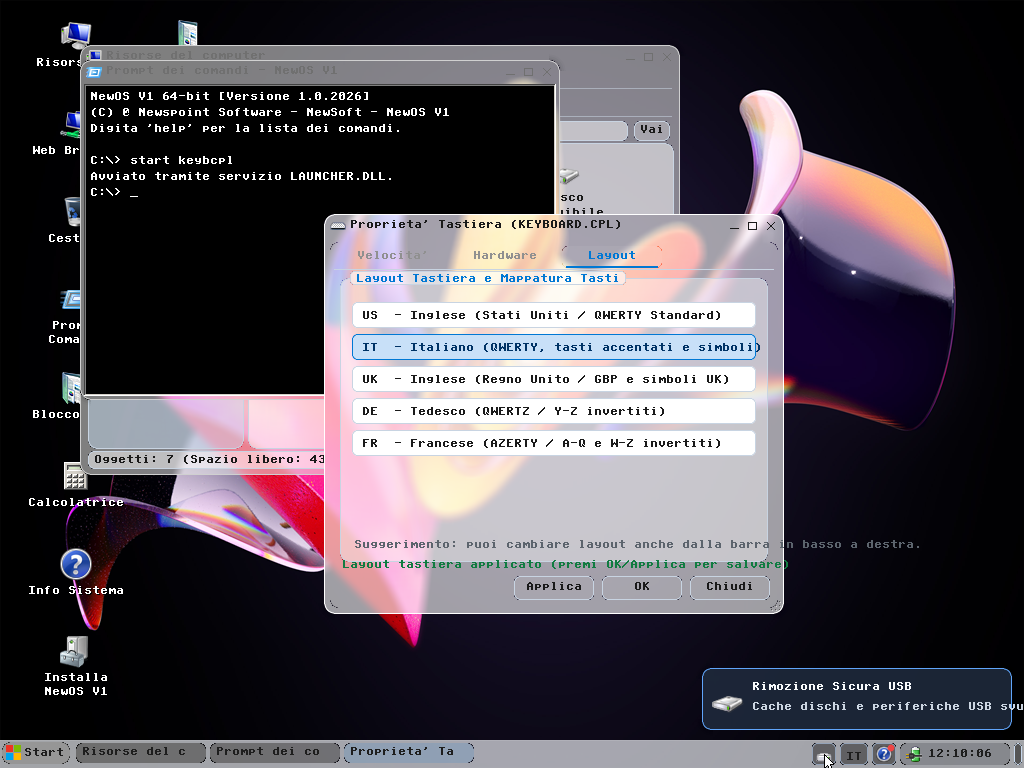 Risorse del computer
Prompt dei comandi - NewOS V1
NewOS V1 64-bit [Versione 1.0.2026]
(C) @ Newspoint Software - NewSoft - NewOS V1
Digita 'help' per la lista dei comandi.
C:\> start keybcpl
Avviato tramite servizio LAUNCHER.DLL.
C:\> _
Vai
Oggetti: 7 (Spazio libero: 43
Proprieta' Tastiera (KEYBOARD.CPL)
Velocita'
Hardware
Layout
Layout Tastiera e Mappatura Tasti
US - Inglese (Stati Uniti / QWERTY Standard)
IT - Italiano (QWERTY, tasti accentati e simboli)
UK - Inglese (Regno Unito / GBP e simboli UK)
DE - Tedesco (QWERTZ / Y-Z invertiti)
FR - Francese (AZERTY / A-Q e W-Z invertiti)
Suggerimento: puoi cambiare layout anche dalla barra in basso a destra.
Layout tastiera applicato (premi OK/Applica per salvare)
Applica
OK
Chiudi
Risors
Web Br
Cest
Pron
Coma
Blocco
Calcolatrice
Info Sistema
Installa
NewOS V1
Rimozione Sicura USB
Cache dischi e periferiche USB svu
Start
Risorse del c
Prompt dei co
Proprieta' Ta
IT
12:10:06